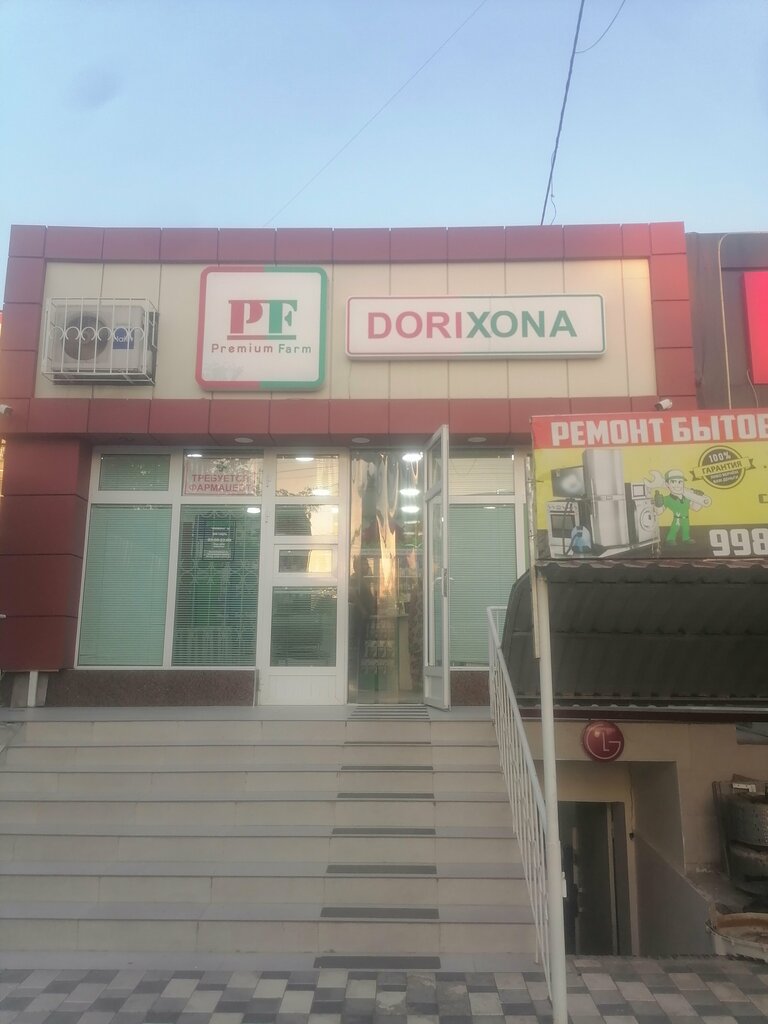 PF
Premium Farm
DORIXONA
ТРЕБУЕТСЯ
ФАРМАЦЕВТ
РЕМОНТ БЫТОВ
100%
ГАРАНТИЯ
998
LG